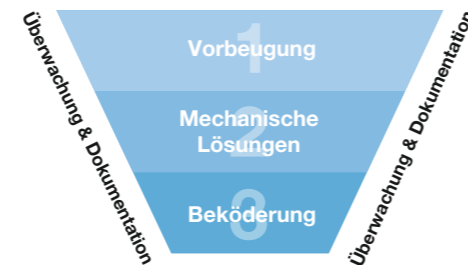 Überwachung & Dokumentation
1
Vorbeugung
2
Mechanische
Lösungen
3
Beköderung
Überwachung & Dokumentation